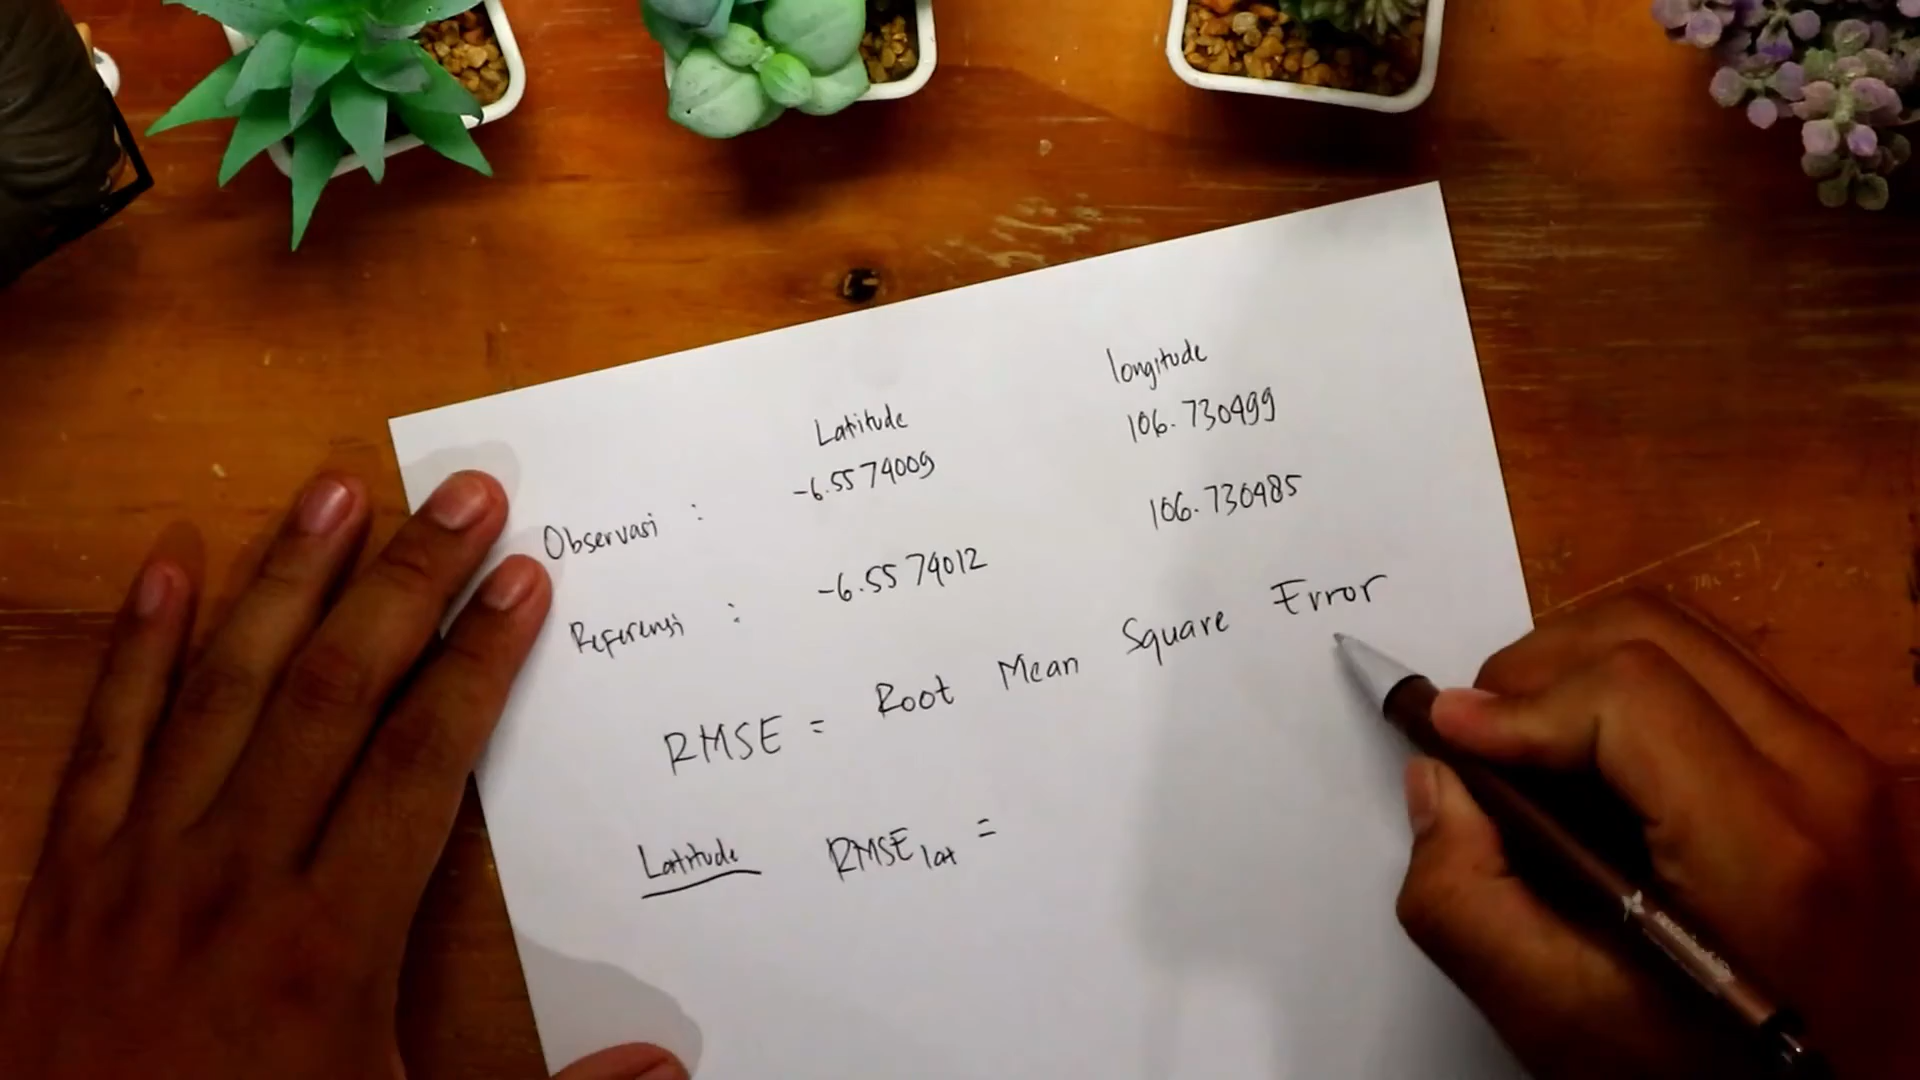 Latitude longitude
Observasi : -6.5574009 106.730499
Referensi : -6.5574012 106.730485
RMSE = Root Mean Square Error
Latitude RMSE lat =